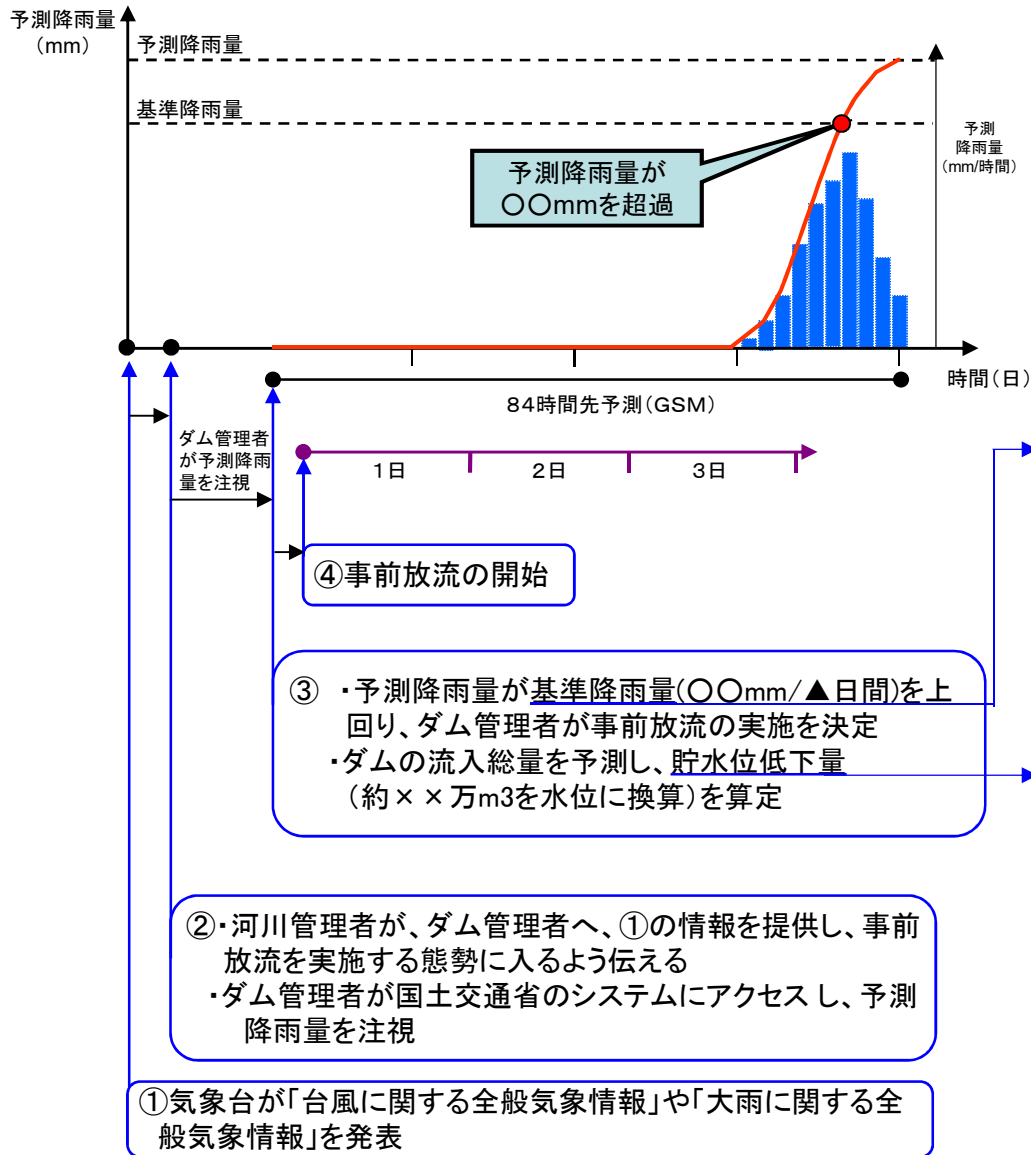 予測降雨量
(mm)
予測降雨量
基準降雨量
予測
降雨量
(mm/時間)
予測降雨量が
〇〇mmを超過
時間(日)
84時間先予測(GSM)
ダム管理者
が予測降雨
量を注視
1日
2日
3日
④事前放流の開始
③ ・予測降雨量が基準降雨量(〇〇mm/▲日間)を上
回り、ダム管理者が事前放流の実施を決定
・ダムの流入総量を予測し、貯水位低下量
(約××万m3を水位に換算)を算定
②・河川管理者が、ダム管理者へ、①の情報を提供し、事前
放流を実施する態勢に入るよう伝える
・ダム管理者が国土交通省のシステムにアクセスし、予測
降雨量を注視
①気象台が「台風に関する全般気象情報」や「大雨に関する全
般気象情報」を発表